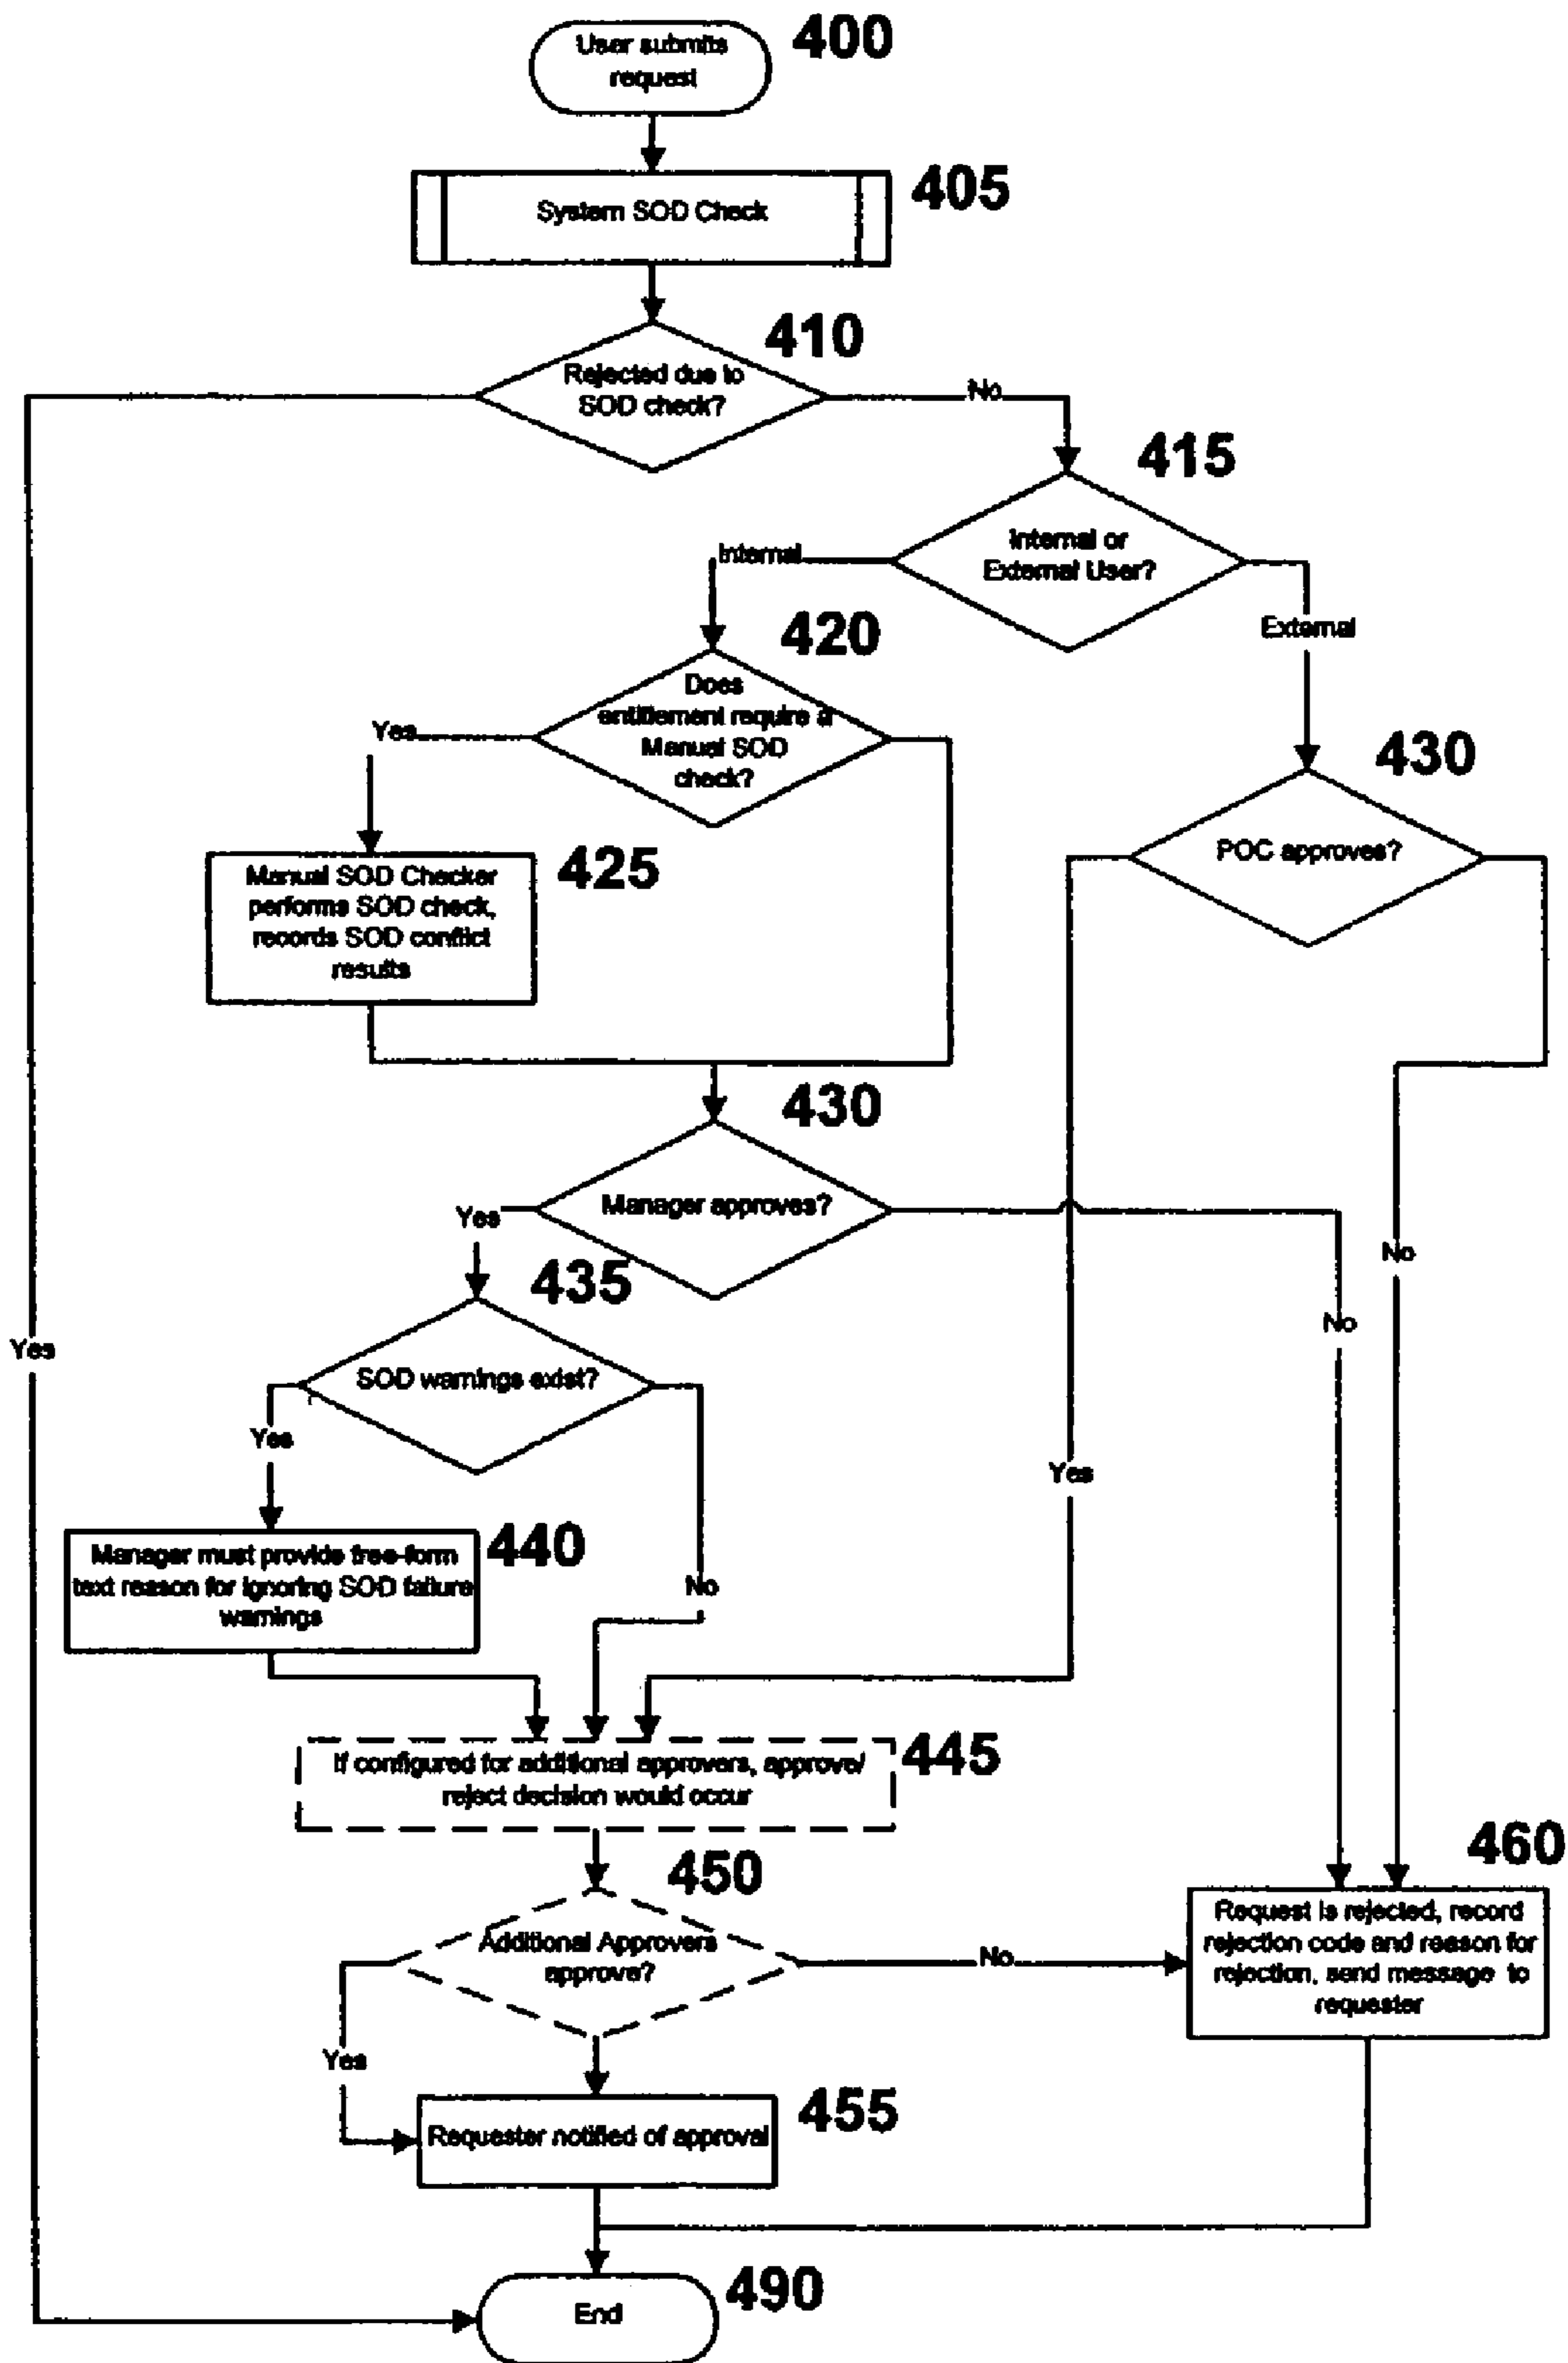 User submits
request
400
System SOD Check
405
410
Rejected due to
SOD check?
No
415
Internal or
External User?
Internal
External
420
Does
entitlement require a
Manual SOD
check?
Yes
430
POC approves?
425
Manual SOD Checker
performs SOD check,
records SOD conflict
results
430
Manager approves?
Yes
No
No
435
SOD warnings exist?
Yes
Yes
No
Yes
440
Manager must provide free-form
text reason for ignoring SOD failure
warnings
445
If configured for additional approvers, approve/
reject decision would occur
450
Additional Approvers
approve?
No
Yes
460
Request is rejected, record
rejection code and reason for
rejection, send message to
requester
455
Requester notified of approval
490
End